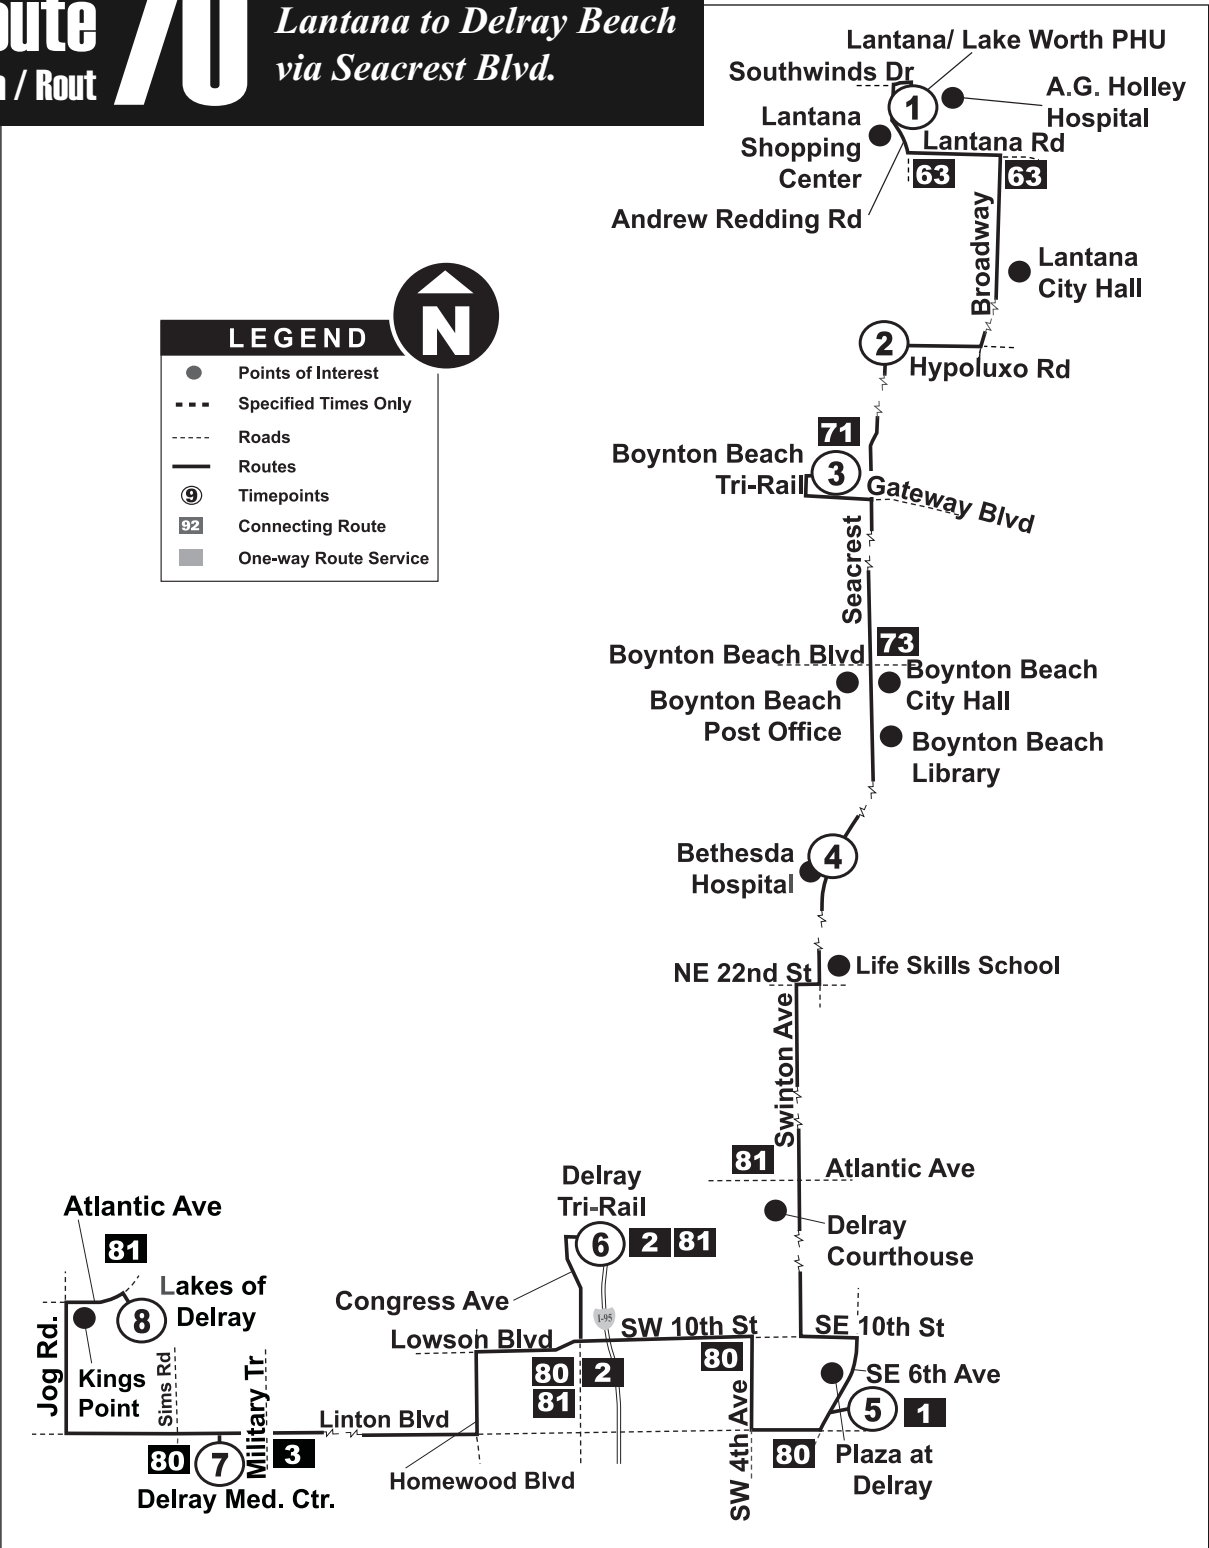 70
Lantana to Delray Beach
via Seacrest Blvd.
/ Rout
Lantana/ Lake Worth PHU
Southwinds Dr
1
A.G. Holley
Hospital
Lantana
Shopping
Center
Lantana Rd
63
63
Andrew Redding Rd
Broadway
Lantana
City Hall
2
Hypoluxo Rd
LEGEND
N
Points of Interest
Specified Times Only
Roads
Routes
9 Timepoints
92 Connecting Route
One-way Route Service
71
Boynton Beach
Tri-Rail
3
Gateway Blvd
Seacrest
73
Boynton Beach Blvd
Boynton Beach
City Hall
Boynton Beach
Post Office
Boynton Beach
Library
Bethesda
Hospital
4
NE 22nd St
Life Skills School
Swinton Ave
81
Atlantic Ave
Delray
Courthouse
Delray
Tri-Rail
6
2
81
Atlantic Ave
81
Lakes of
Delray
8
Congress Ave
I-95
Lowson Blvd
SW 10th St
SE 10th St
80
2
81
80
Jog Rd.
Kings
Point
Sims Rd
Military Tr
SE 6th Ave
5
1
SW 4th Ave
Linton Blvd
80
7
3
80
Plaza at
Delray
Homewood Blvd
Delray Med. Ctr.